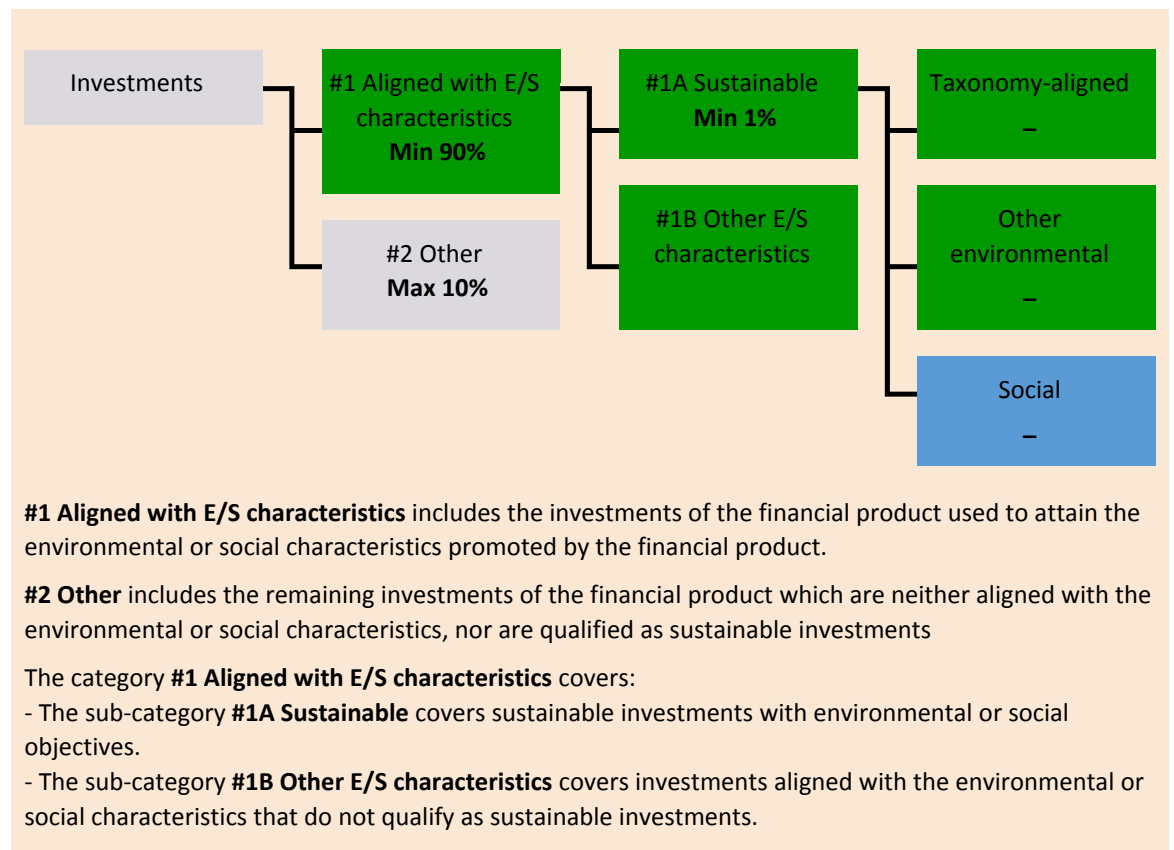 Investments
#1 Aligned with E/S
characteristics
Min 90%
#2 Other
Max 10%
#1A Sustainable
Min 1%
#1B Other E/S
characteristics
Taxonomy-aligned
–
Other
environmental
–
Social
–
#1 Aligned with E/S characteristics includes the investments of the financial product used to attain the
environmental or social characteristics promoted by the financial product.
#2 Other includes the remaining investments of the financial product which are neither aligned with the
environmental or social characteristics, nor are qualified as sustainable investments
The category #1 Aligned with E/S characteristics covers:
- The sub-category #1A Sustainable covers sustainable investments with environmental or social
objectives.
- The sub-category #1B Other E/S characteristics covers investments aligned with the environmental or
social characteristics that do not qualify as sustainable investments.